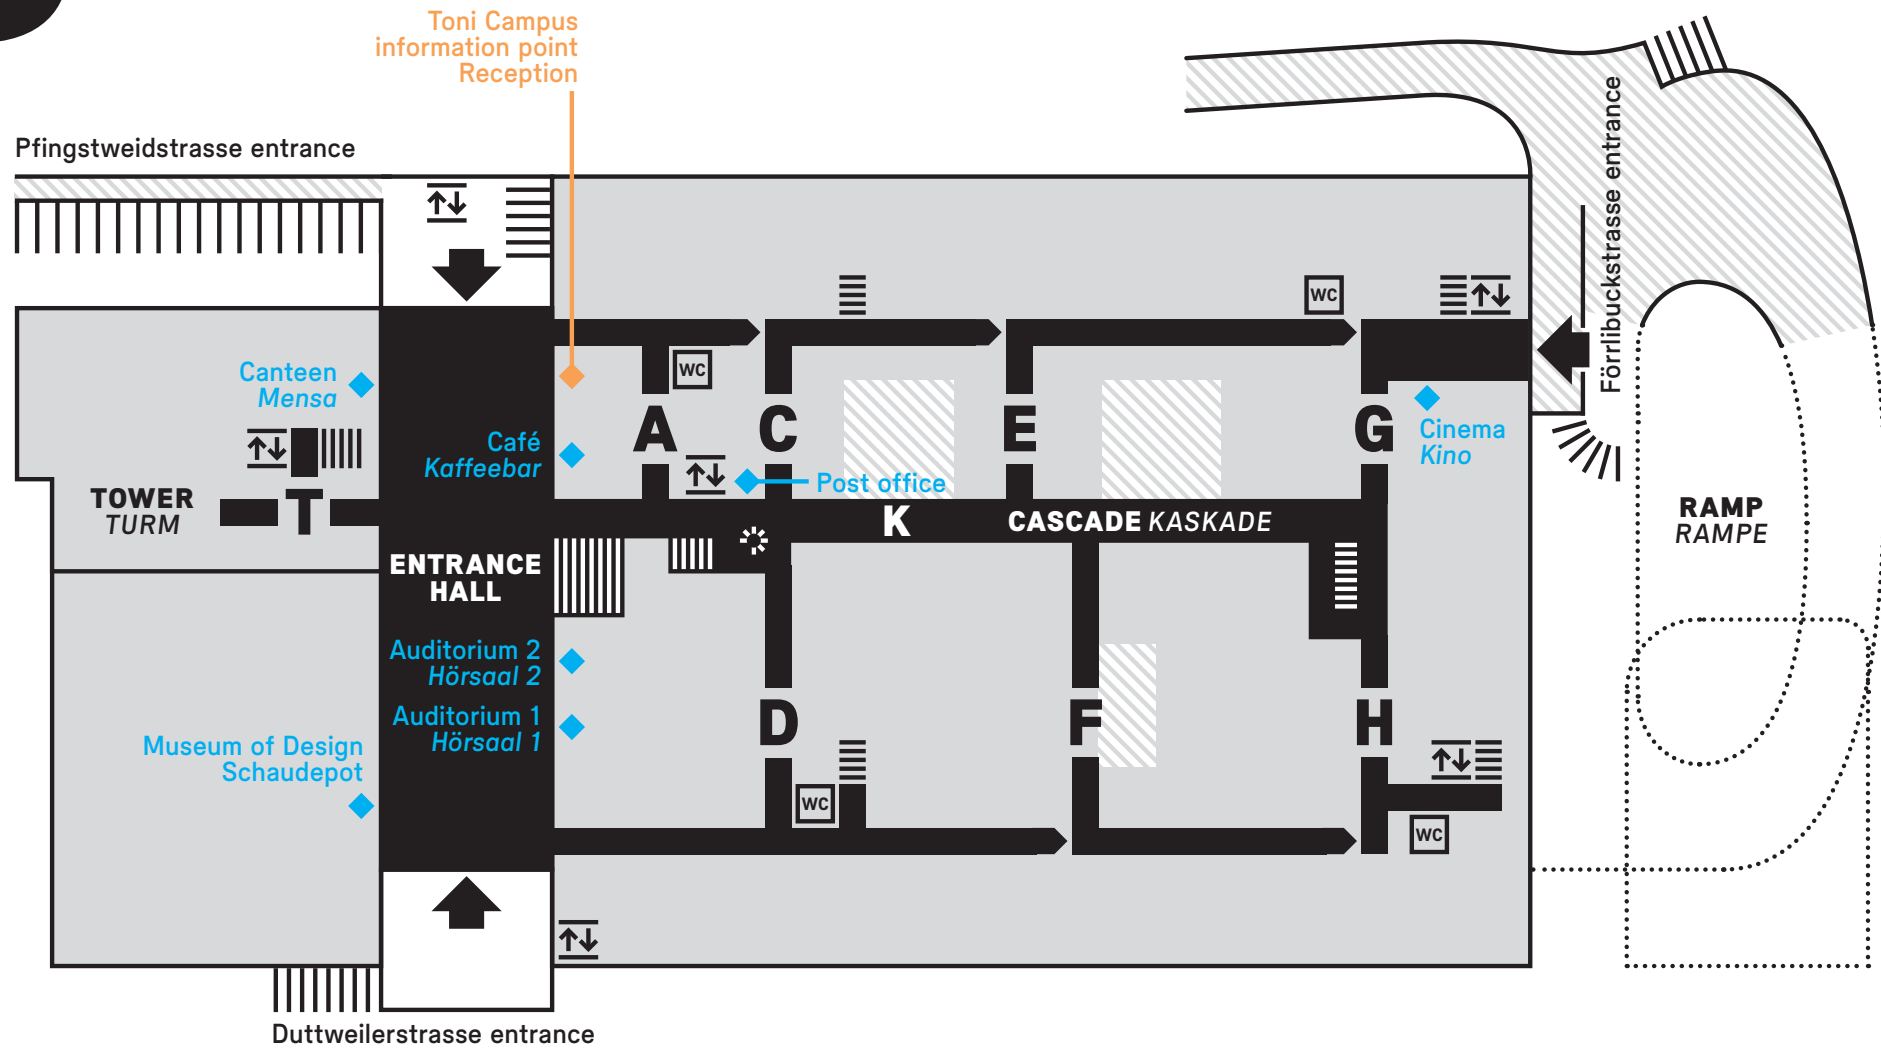 Toni Campus
information point
Reception
Pfingstweidstrasse entrance
Förrlibuckstrasse entrance
WC
WC
Canteen
Mensa
Café
Kaffeebar
A
C
E
G
Cinema
Kino
Post office
TOWER
TURM
T
K
CASCADE KASKADE
RAMP
RAMPE
ENTRANCE
HALL
Auditorium 2
Hörsaal 2
Auditorium 1
Hörsaal 1
D
F
H
Museum of Design
Schaudepot
WC
WC
Duttweilerstrasse entrance